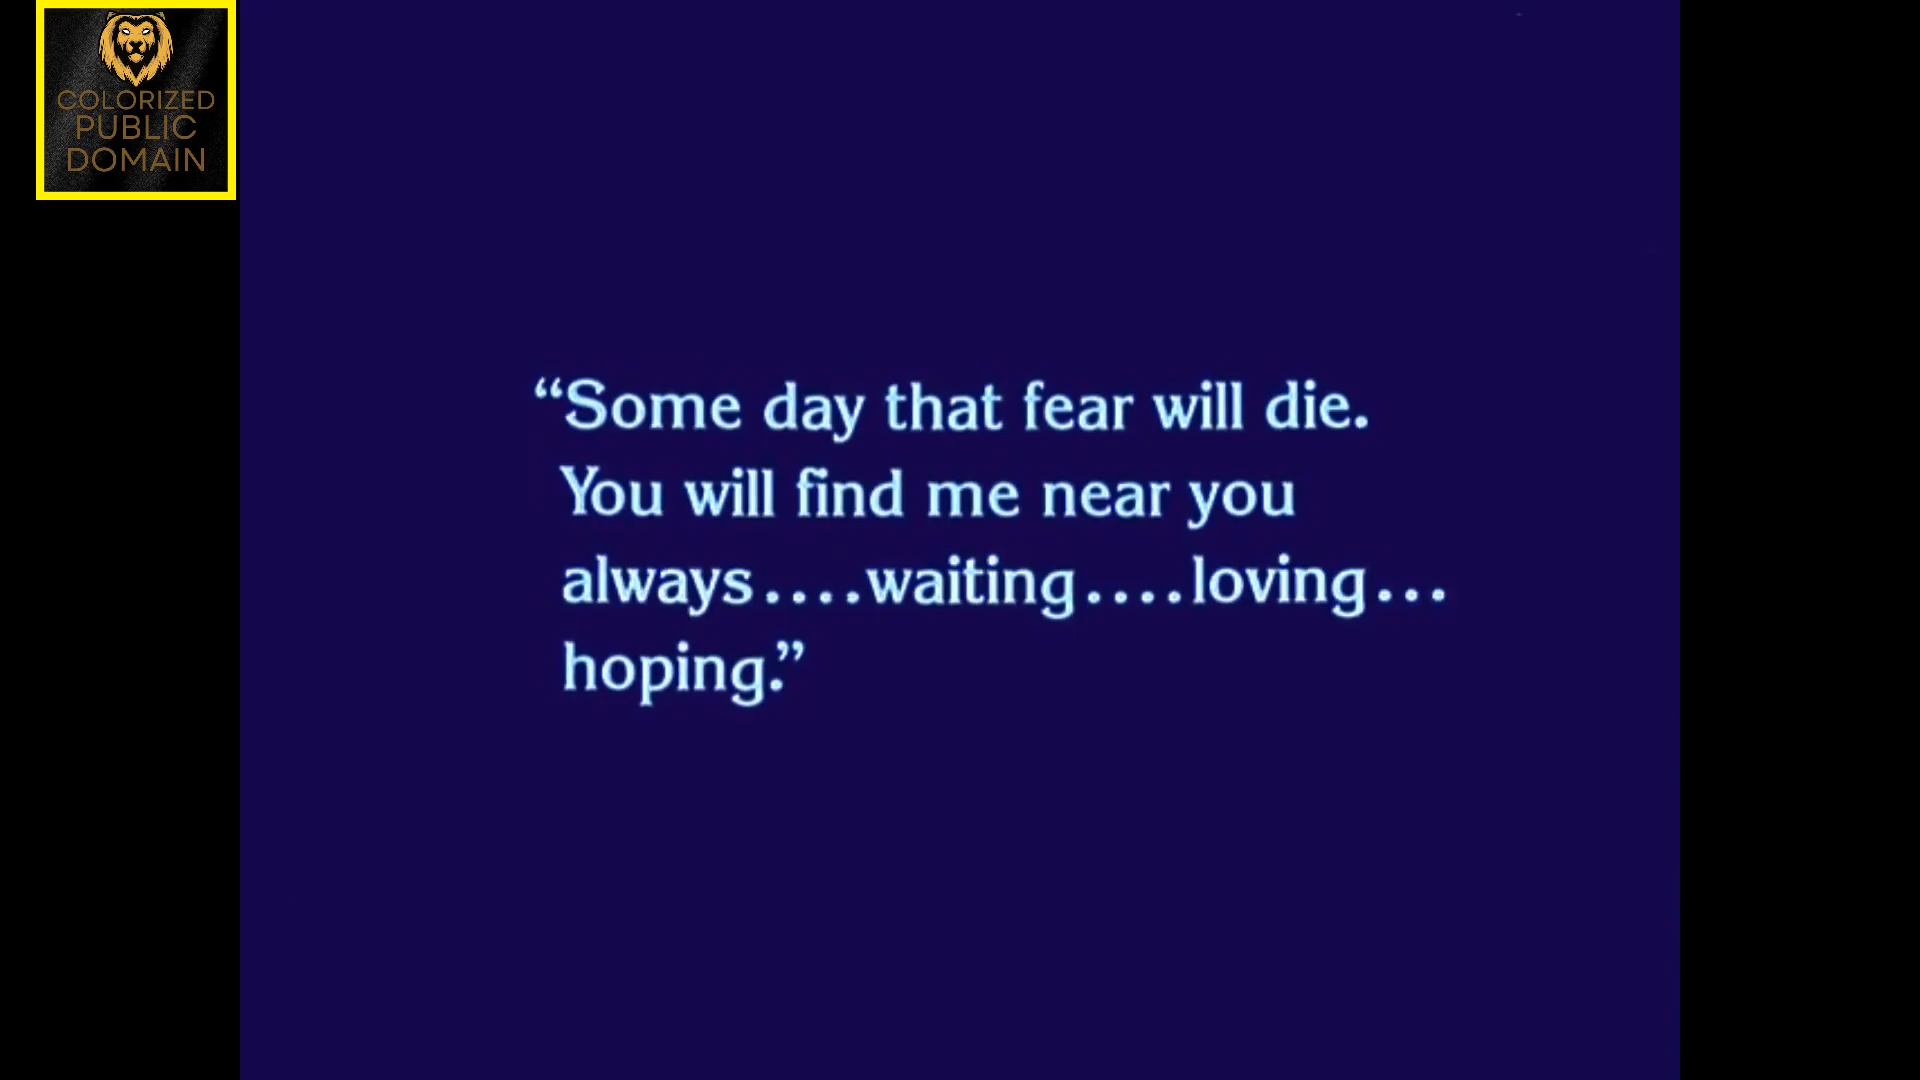 COLORIZED
PUBLIC
DOMAIN
“Some day that fear will die.
You will find me near you
always....waiting....loving...
hoping.”